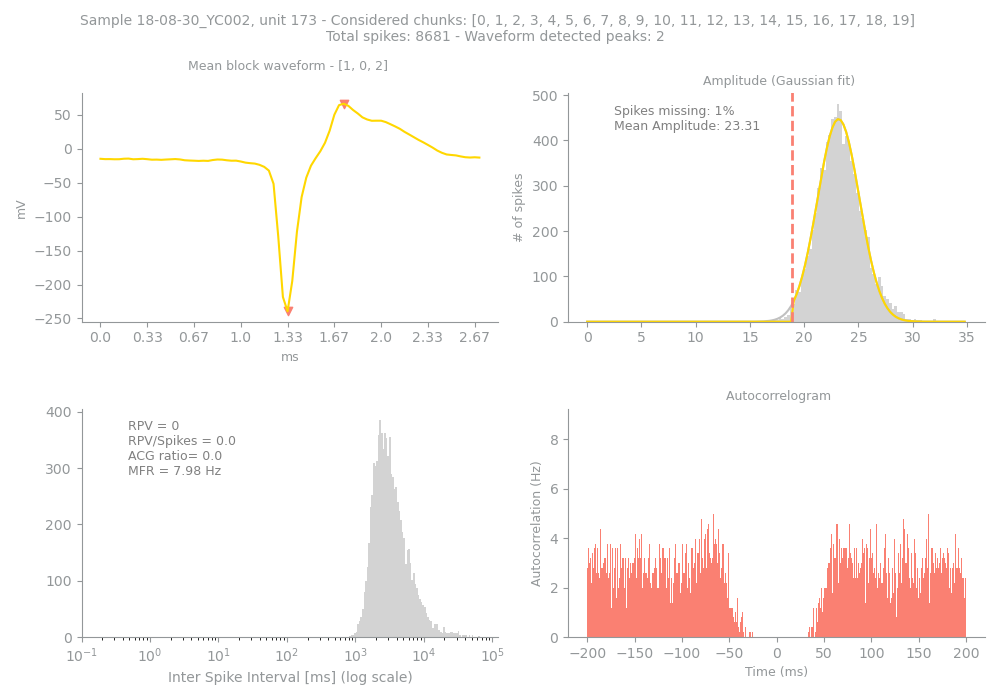 Sample 18-08-30_YC002, unit 173 - Considered chunks: [0, 1, 2, 3, 4, 5, 6, 7, 8, 9, 10, 11, 12, 13, 14, 15, 16, 17, 18, 19]
Total spikes: 8681 - Waveform detected peaks: 2
Mean block waveform - [1, 0, 2]
50
0
−50
−100
−150
−200
−250
mV
0.0 0.33 0.67 1.0 1.33 1.67 2.0 2.33 2.67
ms
Amplitude (Gaussian fit)
Spikes missing: 1%
Mean Amplitude: 23.31
500
400
300
200
100
0
# of spikes
0 5 10 15 20 25 30 35
RPV = 0
RPV/Spikes = 0.0
ACG ratio= 0.0
MFR = 7.98 Hz
400
300
200
100
0
10⁻¹ 10⁰ 10¹ 10² 10³ 10⁴ 10⁵
Inter Spike Interval [ms] (log scale)
Autocorrelogram
8
6
4
2
0
Autocorrelation (Hz)
−200 −150 −100 −50 0 50 100 150 200
Time (ms)